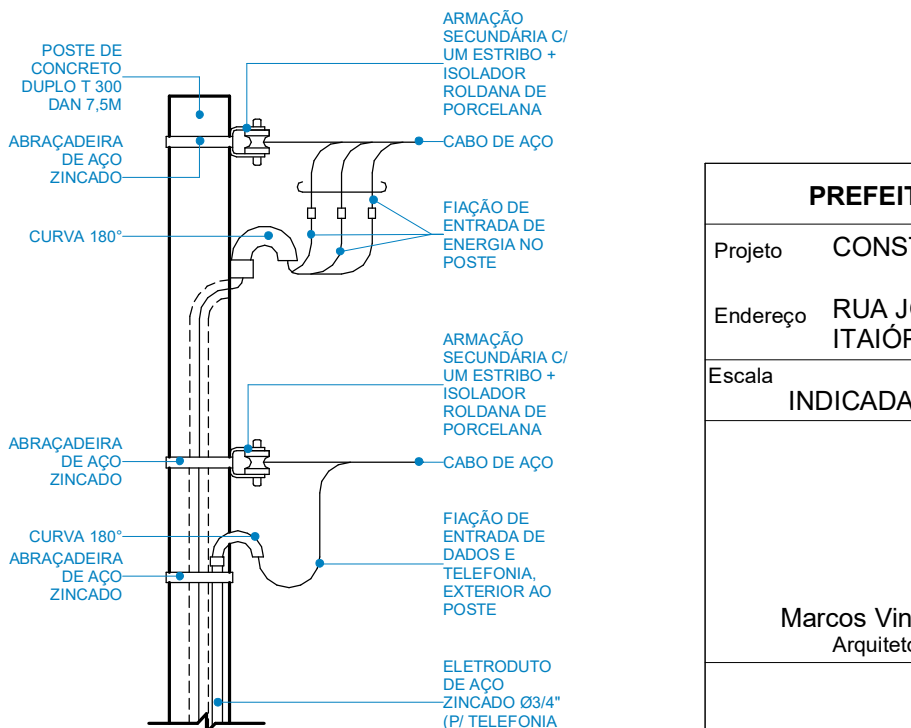 POSTE DE
CONCRETO
DUPLO T 300
DAN 7,5M
ABRAÇADEIRA
DE AÇO
ZINCADO
CURVA 180°
ABRAÇADEIRA
DE AÇO
ZINCADO
CURVA 180°
ABRAÇADEIRA
DE AÇO
ZINCADO
ARMAÇÃO
SECUNDÁRIA C/
UM ESTRIBO +
ISOLADOR
ROLDANA DE
PORCELANA
CABO DE AÇO
FIAÇÃO DE
ENTRADA DE
ENERGIA NO
POSTE
ARMAÇÃO
SECUNDÁRIA C/
UM ESTRIBO +
ISOLADOR
ROLDANA DE
PORCELANA
CABO DE AÇO
FIAÇÃO DE
ENTRADA DE
DADOS E
TELEFONIA,
EXTERIOR AO
POSTE
ELETRODUTO
DE AÇO
ZINCADO Ø3/4"
(P/ TELEFONIA
PREFEIT
Projeto CONST
Endereço RUA JO
ITAIÓP
Escala
INDICADA
Marcos Vin
Arquiteto